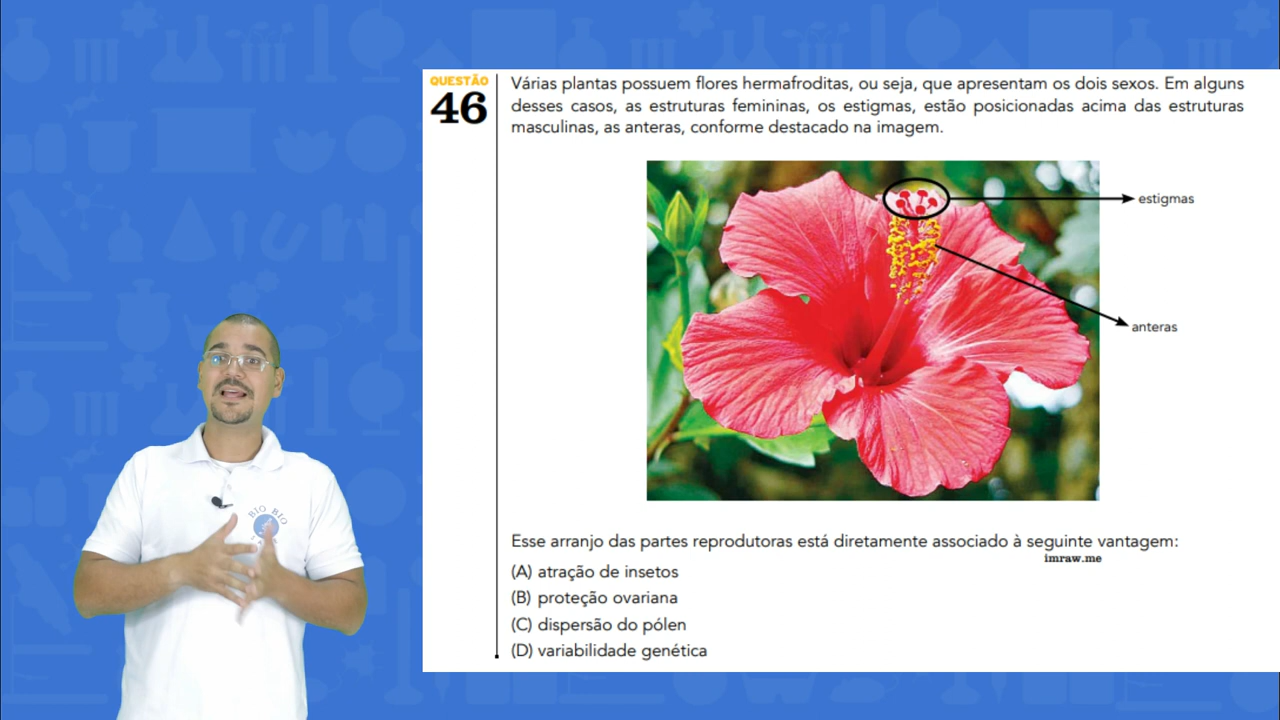 QUESTÃO
46
Várias plantas possuem flores hermafroditas, ou seja, que apresentam os dois sexos. Em alguns
desses casos, as estruturas femininas, os estigmas, estão posicionadas acima das estruturas
masculinas, as anteras, conforme destacado na imagem.
estigmas
anteras
Esse arranjo das partes reprodutoras está diretamente associado à seguinte vantagem:
imraw.me
(A) atração de insetos
(B) proteção ovariana
(C) dispersão do pólen
(D) variabilidade genética
BIO BIO